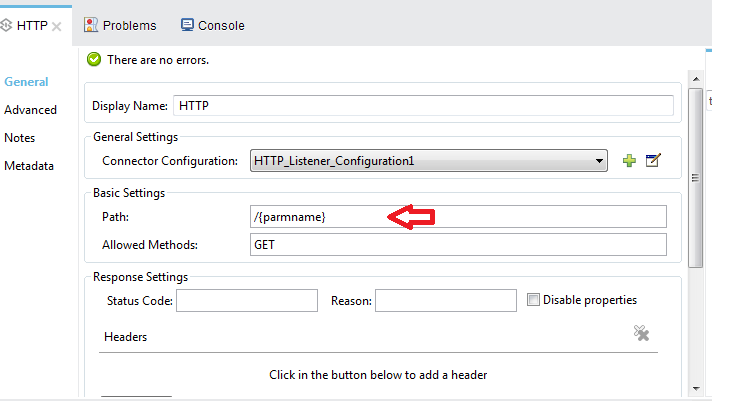 HTTP Problems Console
There are no errors.
General
Advanced
Notes
Metadata
Display Name: HTTP
General Settings
Connector Configuration: HTTP_Listener_Configuration1
Basic Settings
Path: /{parmname}
Allowed Methods: GET
Response Settings
Status Code: Reason: Disable properties
Headers
Click in the button below to add a header
t